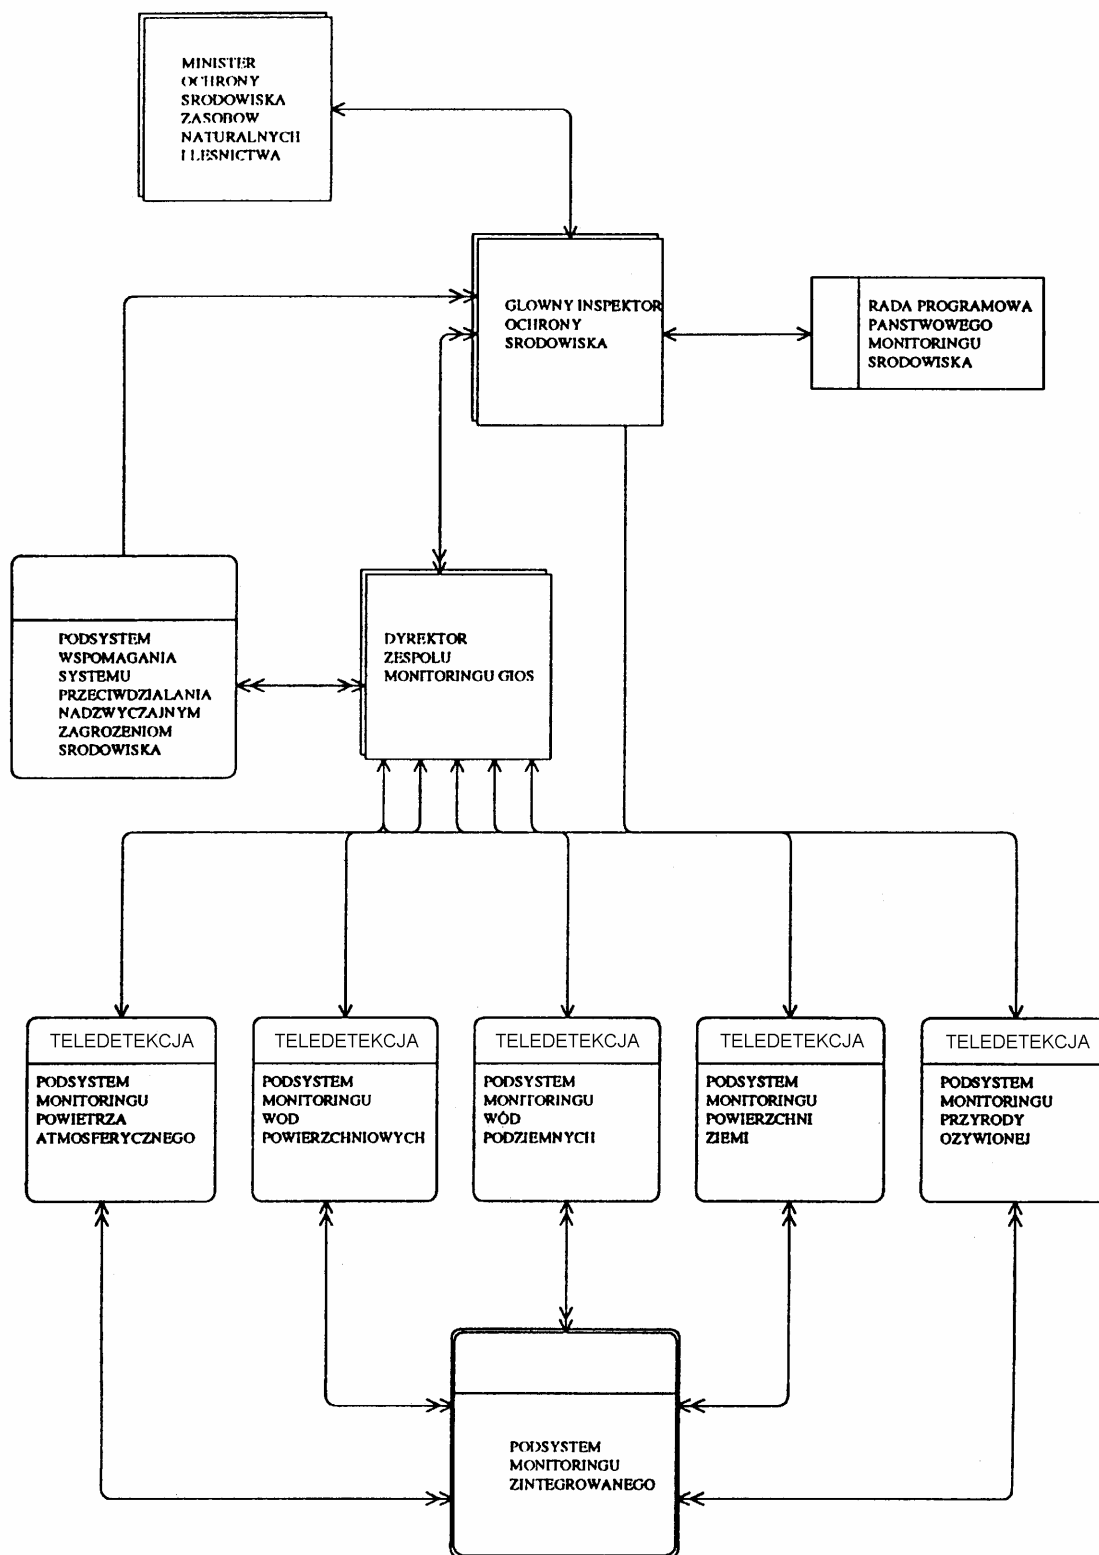 MINISTER
OCHRONY
SRODOWISKA
ZASOBOW
NATURALNYCH
I LESNICTWA
GLOWNY INSPEKTOR
OCHRONY
SRODOWISKA
RADA PROGRAMOWA
PANSTWOWEGO
MONITORINGU
SRODOWISKA
PODSYSTEM
WSPOMAGANIA
SYSTEMU
PRZECIWDZIALANIA
NADZWYCZAJNYM
ZAGROZENIOM
SRODOWISKA
DYREKTOR
ZESPOLU
MONITORINGU GIOS
TELEDETEKCJA
PODSYSTEM
MONITORINGU
POWIETRZA
ATMOSFERYCZNEGO
TELEDETEKCJA
PODSYSTEM
MONITORINGU
WOD
POWIERZCHNIOWYCH
TELEDETEKCJA
PODSYSTEM
MONITORINGU
WÓD
PODZIEMNYCH
TELEDETEKCJA
PODSYSTEM
MONITORINGU
POWIERZCHNI
ZIEMI
TELEDETEKCJA
PODSYSTEM
MONITORINGU
PRZYRODY
OZYWIONEJ
PODSYSTEM
MONITORINGU
ZINTEGROWANEGO